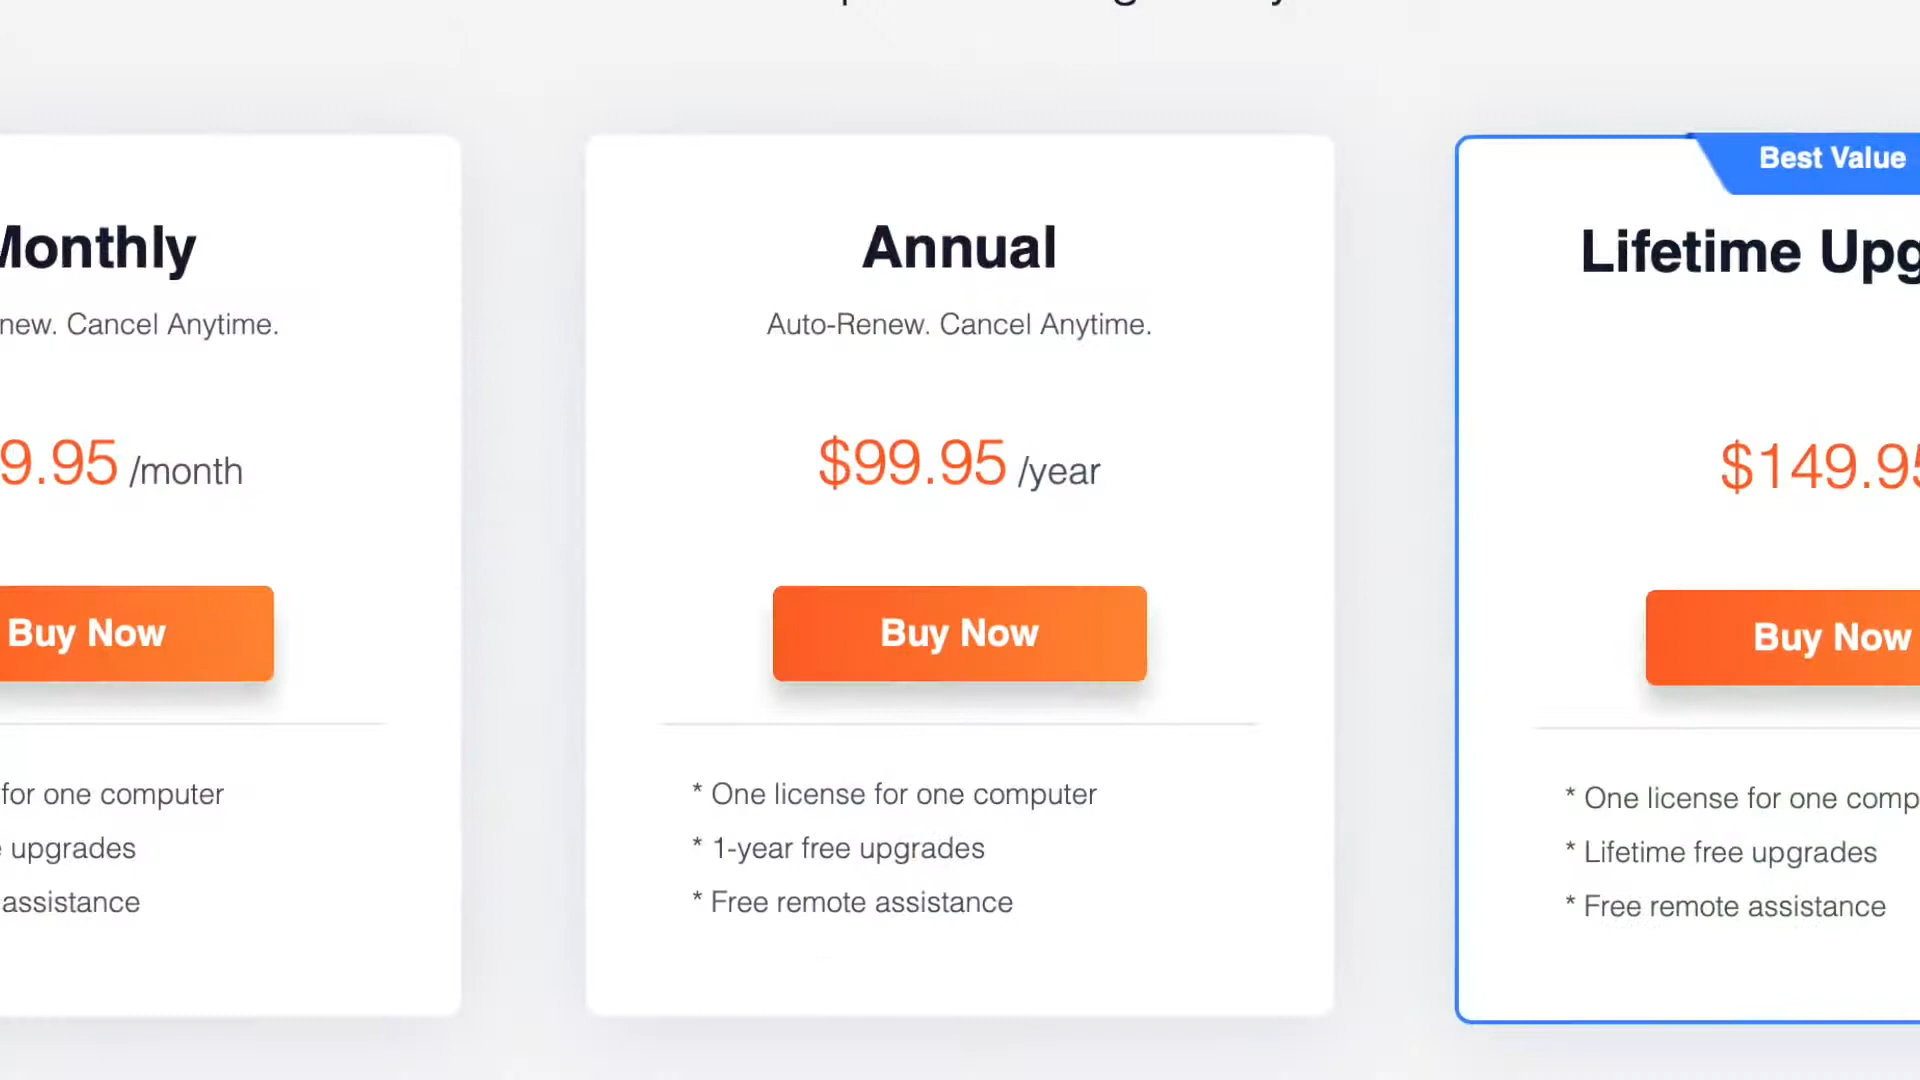 Monthly
new. Cancel Anytime.
9.95 /month
Buy Now
for one computer
upgrades
assistance
Annual
Auto-Renew. Cancel Anytime.
$99.95 /year
Buy Now
* One license for one computer
* 1-year free upgrades
* Free remote assistance
Best Value
Lifetime Upg
$149.95
Buy Now
* One license for one comp
* Lifetime free upgrades
* Free remote assistance